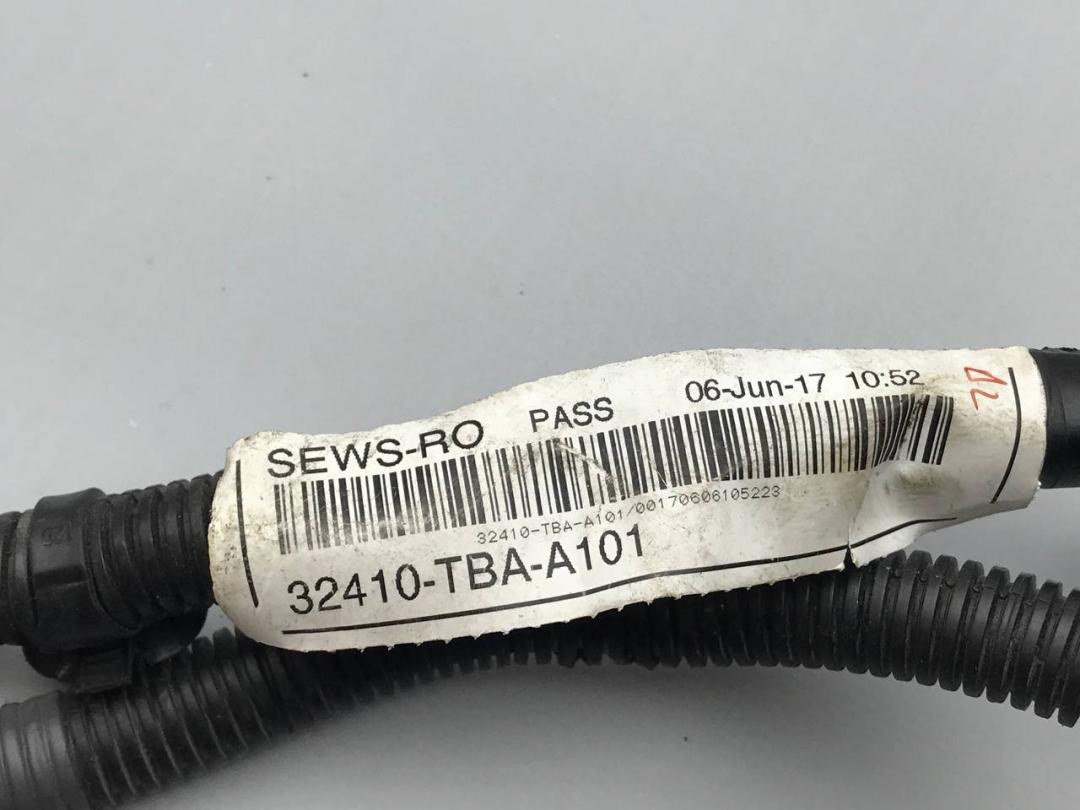 SEWS-RO PASS 06-Jun-17 10:52
32410-TBA-A101/00170606105223
32410-TBA-A101